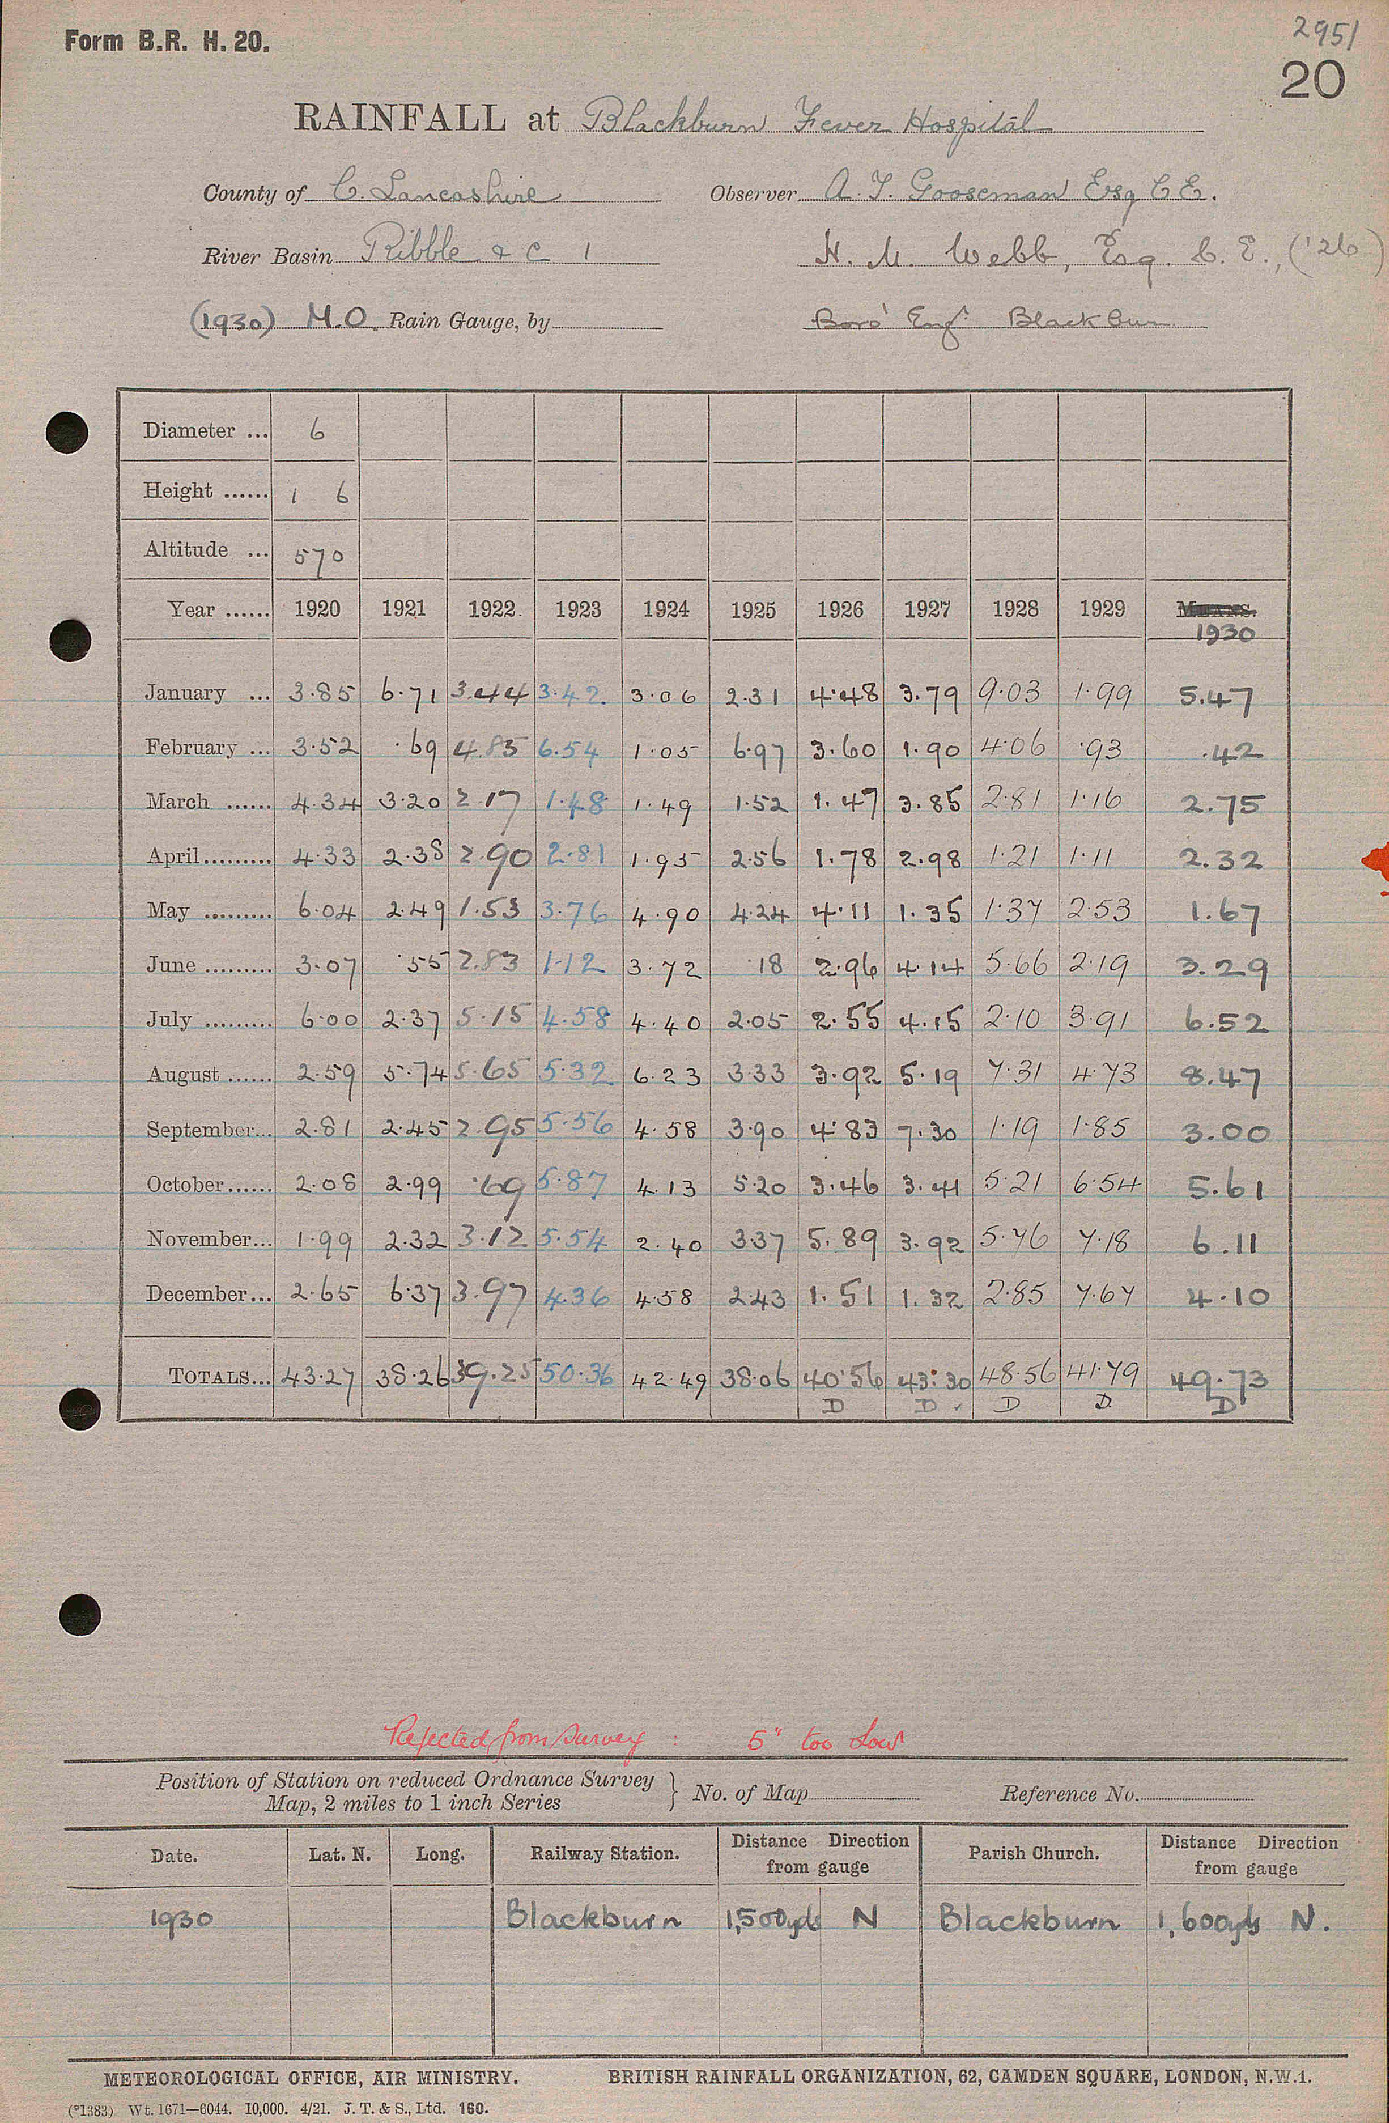 2951
Form B.R. H. 20.
20
RAINFALL at Blackburn Fever Hospital
County of C. Lancashire Observer A. T. Gooseman Esq C E.
River Basin Ribble & C 1 H. M. Webb, Esq. C. E., ('26)
(1930) M.O. Rain Gauge, by Boro' Engr Blackburn
Diameter ... 6
Height ...... 1 6
Altitude ... 570
Year ...... 1920 1921 1922 1923 1924 1925 1926 1927 1928 1929 MEANS.
1930
January ... 3.85 6.71 3.44 3.42 3.06 2.31 4.48 3.79 9.03 1.99 5.47
February ... 3.52 .69 4.85 6.54 1.05 6.97 3.60 1.90 4.06 .93 .42
March ...... 4.34 3.20 2.17 1.48 1.49 1.52 1.47 3.85 2.81 1.16 2.75
April ......... 4.33 2.38 2.90 2.81 1.95 2.56 1.78 2.98 1.21 1.11 2.32
May ......... 6.04 2.49 1.53 3.76 4.90 4.24 4.11 1.35 1.37 2.53 1.67
June ......... 3.07 .55 2.83 1.12 3.72 .18 2.96 4.14 5.66 2.19 3.29
July ......... 6.00 2.37 5.15 4.58 4.40 2.05 2.55 4.15 2.10 3.91 6.52
August ...... 2.59 5.74 5.65 5.32 6.23 3.33 3.92 5.19 7.31 4.73 8.47
September... 2.81 2.45 2.95 5.56 4.58 3.90 4.83 7.30 1.19 1.85 3.00
October...... 2.08 2.99 .69 5.87 4.13 5.20 3.46 3.41 5.21 6.54 5.61
November... 1.99 2.32 3.12 5.54 2.40 3.37 5.89 3.92 5.76 7.18 6.11
December... 2.65 6.37 3.97 4.36 4.58 2.43 1.51 1.32 2.85 7.67 4.10
TOTALS... 43.27 38.26 39.25 50.36 42.49 38.06 40.56 43.30 48.56 41.79 49.73
D D D D D
Rejected from Survey : 5" too low
Position of Station on reduced Ordnance Survey Map, 2 miles to 1 inch Series } No. of Map Reference No.
Date. Lat. N. Long. Railway Station. Distance Direction from gauge Parish Church. Distance Direction from gauge
1930 Blackburn 1,500yds N Blackburn 1,600yds N.
METEOROLOGICAL OFFICE, AIR MINISTRY. BRITISH RAINFALL ORGANIZATION, 62, CAMDEN SQUARE, LONDON, N.W.1.
(*1383) Wt. 1671—6044. 10,000. 4/21. J. T. & S., Ltd. 160.